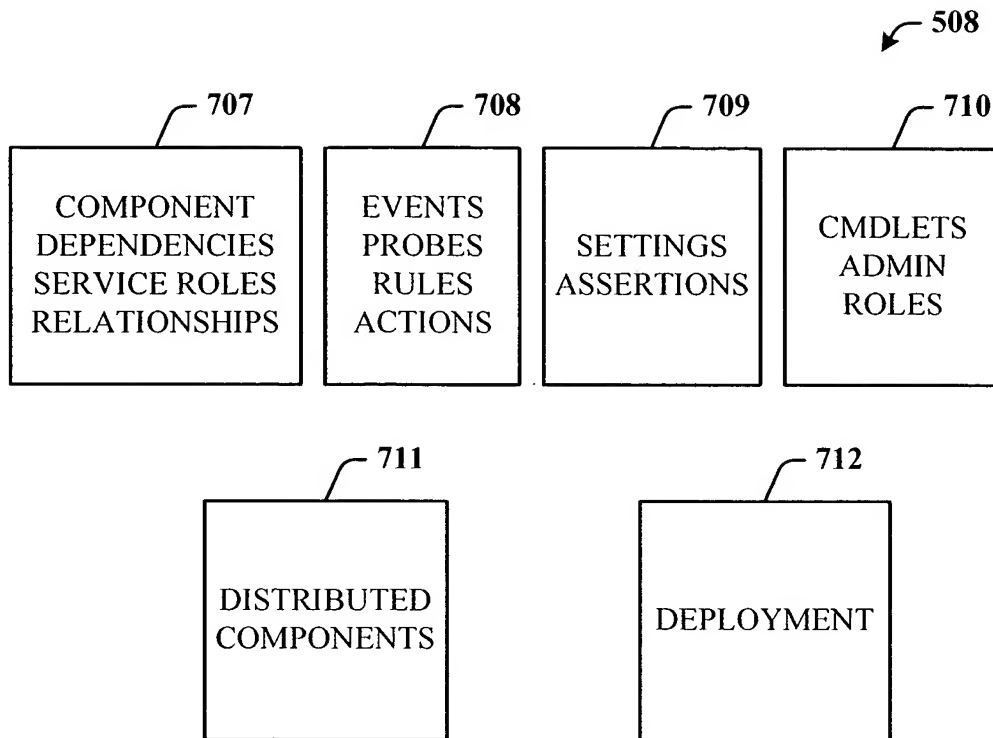 508
707
708
709
710
COMPONENT
DEPENDENCIES
SERVICE ROLES
RELATIONSHIPS
EVENTS
PROBES
RULES
ACTIONS
SETTINGS
ASSERTIONS
CMDLETS
ADMIN
ROLES
711
712
DISTRIBUTED
COMPONENTS
DEPLOYMENT